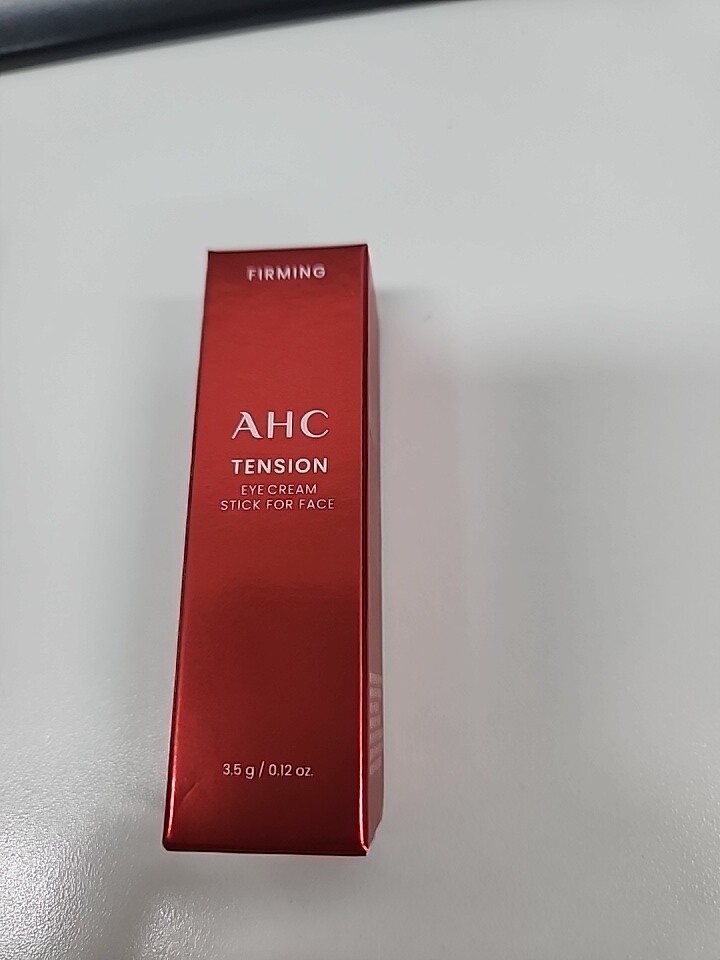 FIRMING
AHC
TENSION
EYE CREAM
STICK FOR FACE
3.5 g / 0.12 oz.